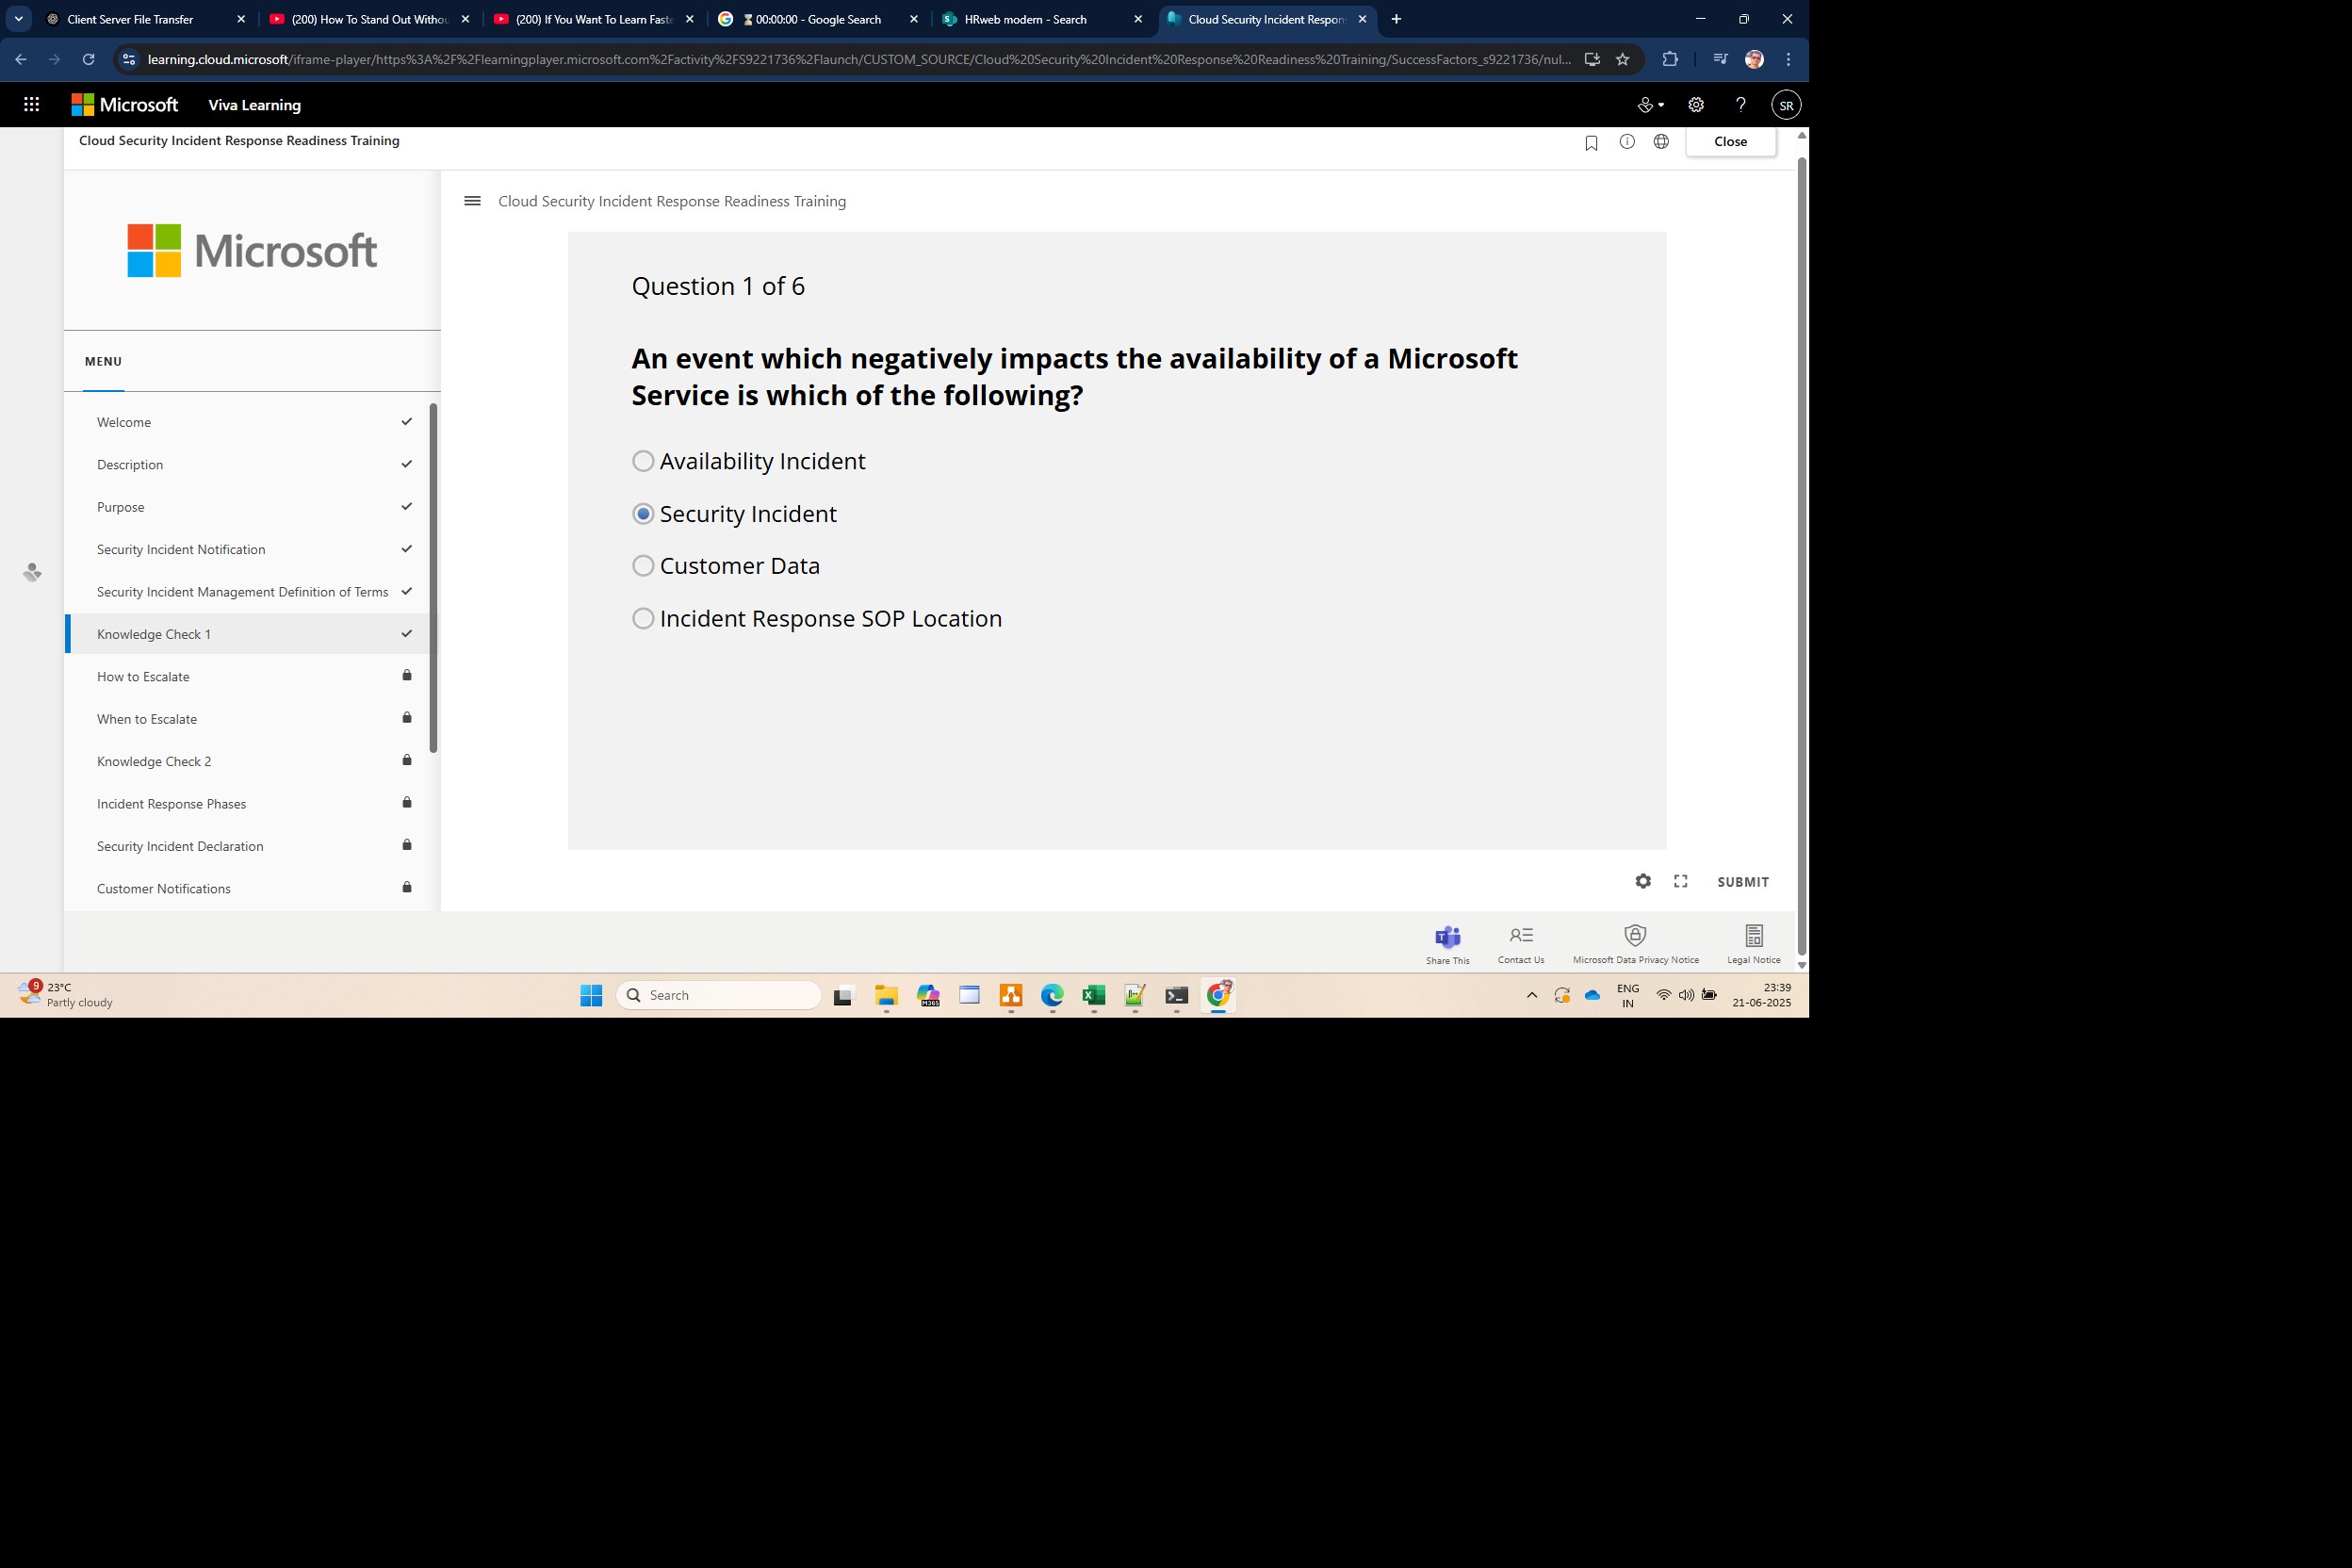 Client Server File Transfer
(200) How To Stand Out Withou
(200) If You Want To Learn Faste
00:00:00 - Google Search
HRweb modern - Search
Cloud Security Incident Respon
learning.cloud.microsoft/iframe-player/https%3A%2F%2Flearningplayer.microsoft.com%2Factivity%2FS9221736%2Flaunch/CUSTOM_SOURCE/Cloud%20Security%20Incident%20Response%20Readiness%20Training/SuccessFactors_s9221736/nul...
Microsoft
Viva Learning
SR
Cloud Security Incident Response Readiness Training
Close
Microsoft
MENU
Welcome
Description
Purpose
Security Incident Notification
Security Incident Management Definition of Terms
Knowledge Check 1
How to Escalate
When to Escalate
Knowledge Check 2
Incident Response Phases
Security Incident Declaration
Customer Notifications
Cloud Security Incident Response Readiness Training
Question 1 of 6
An event which negatively impacts the availability of a Microsoft
Service is which of the following?
Availability Incident
Security Incident
Customer Data
Incident Response SOP Location
SUBMIT
Share This
Contact Us
Microsoft Data Privacy Notice
Legal Notice
9
23°C
Partly cloudy
Search
M365
ENG
IN
23:39
21-06-2025